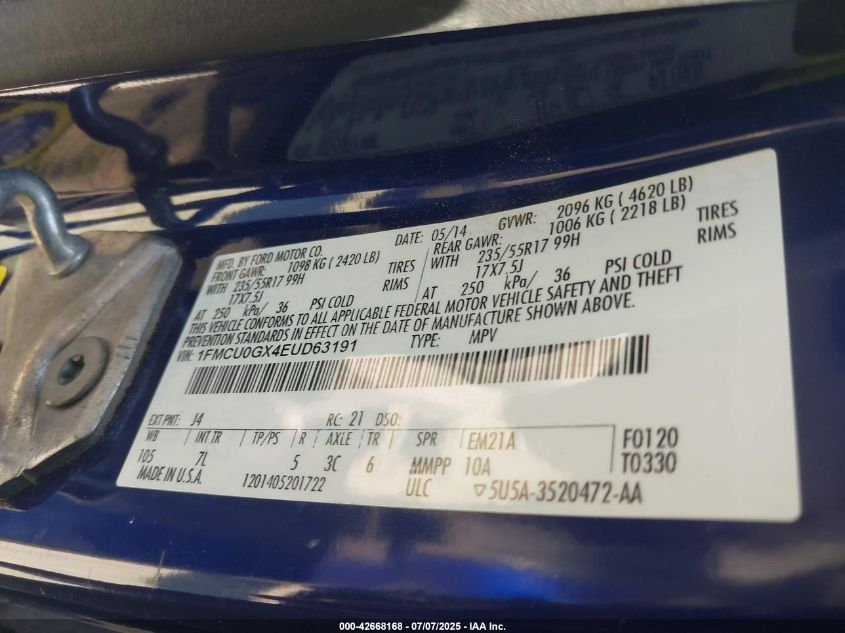 MFD. BY FORD MOTOR CO. DATE: 05/14 GVWR: 2096 KG ( 4620 LB)
FRONT GAWR: 1098 KG ( 2420 LB) REAR GAWR: 1006 KG ( 2218 LB)
WITH 235/55R17 99H TIRES WITH 235/55R17 99H TIRES
17X7.5J RIMS 17X7.5J RIMS
AT 250 kPa/ 36 PSI COLD AT 250 kPa/ 36 PSI COLD
THIS VEHICLE CONFORMS TO ALL APPLICABLE FEDERAL MOTOR VEHICLE SAFETY AND THEFT
PREVENTION STANDARDS IN EFFECT ON THE DATE OF MANUFACTURE SHOWN ABOVE.
VIN: 1FMCU0GX4EUD63191 TYPE: MPV
EXT PNT: J4 RC: 21 DSO:
WB INT TR TP/PS R AXLE TR SPR EM21A F0120
105 7L 5 3C 6 MMPP 10A T0330
MADE IN U.S.A. 1201405201722 ULC ▽5U5A-3520472-AA
000-42668168 - 07/07/2025 - IAA Inc.